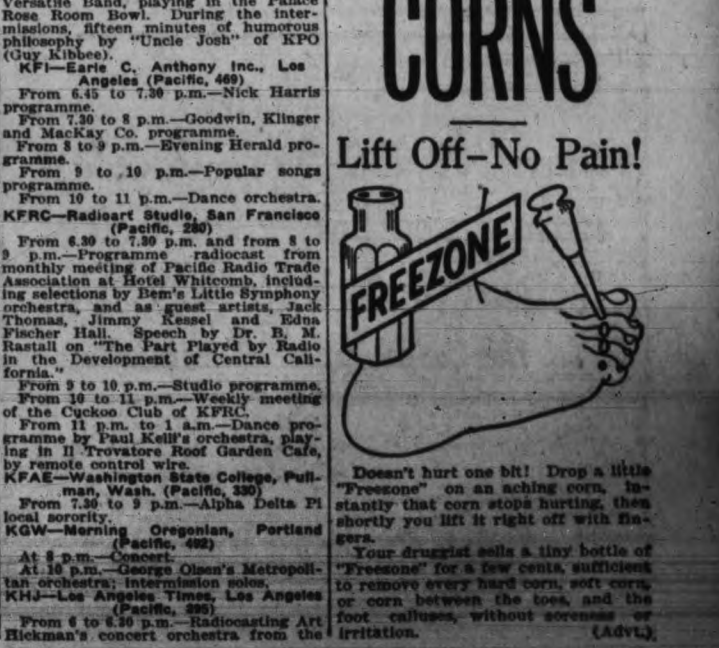 Versatile Band, playing in the Palace
Rose Room Bowl. During the inter-
missions, fifteen minutes of humorous
philosophy by "Uncle Josh" of KPO
(Guy Kibbee).
KFI—Earle C. Anthony Inc., Los
Angeles (Pacific, 469)
From 6.45 to 7.30 p.m.—Nick Harris
programme.
From 7.30 to 8 p.m.—Goodwin, Klinger
and MacKay Co. programme.
From 8 to 9 p.m.—Evening Herald pro-
gramme.
From 9 to 10 p.m.—Popular songs
programme.
From 10 to 11 p.m.—Dance orchestra.
KFRC—Radioart Studio, San Francisco
(Pacific, 280)
From 6.30 to 7.30 p.m. and from 8 to
9 p.m.—Programme radiocast from
monthly meeting of Pacific Radio Trade
Association at Hotel Whitcomb, includ-
ing selections by Bem's Little Symphony
orchestra, and as guest artists, Jack
Thomas, Jimmy Kessel and Edna
Fischer Hall. Speech by Dr. B. M.
Rastall on "The Part Played by Radio
in the Development of Central Cali-
fornia."
From 9 to 10 p.m.—Studio programme.
From 10 to 11 p.m.—Weekly meeting
of the Cuckoo Club of KFRC.
From 11 p.m. to 1 a.m.—Dance pro-
gramme by Paul Kelli's orchestra, play-
ing in Il Trovatore Roof Garden Cafe,
by remote control wire.
KFAE—Washington State College, Pull-
man, Wash. (Pacific, 330)
From 7.30 to 9 p.m.—Alpha Delta Pi
local sorority.
KGW—Morning Oregonian, Portland
(Pacific, 492)
At 8 p.m.—Concert.
At 10 p.m.—George Olsen's Metropoli-
tan orchestra; intermission solos.
KHJ—Los Angeles Times, Los Angeles
(Pacific, 395)
From 6 to 6.30 p.m.—Radiocasting Art
Hickman's concert orchestra from the
CORNS
Lift Off–No Pain!
FREEZONE
Doesn't hurt one bit! Drop a little
"Freezone" on an aching corn, in-
stantly that corn stops hurting, then
shortly you lift it right off with fin-
gers.
Your druggist sells a tiny bottle of
"Freezone" for a few cents, sufficient
to remove every hard corn, soft corn,
or corn between the toes, and the
foot calluses, without soreness or
irritation. (Advt.)